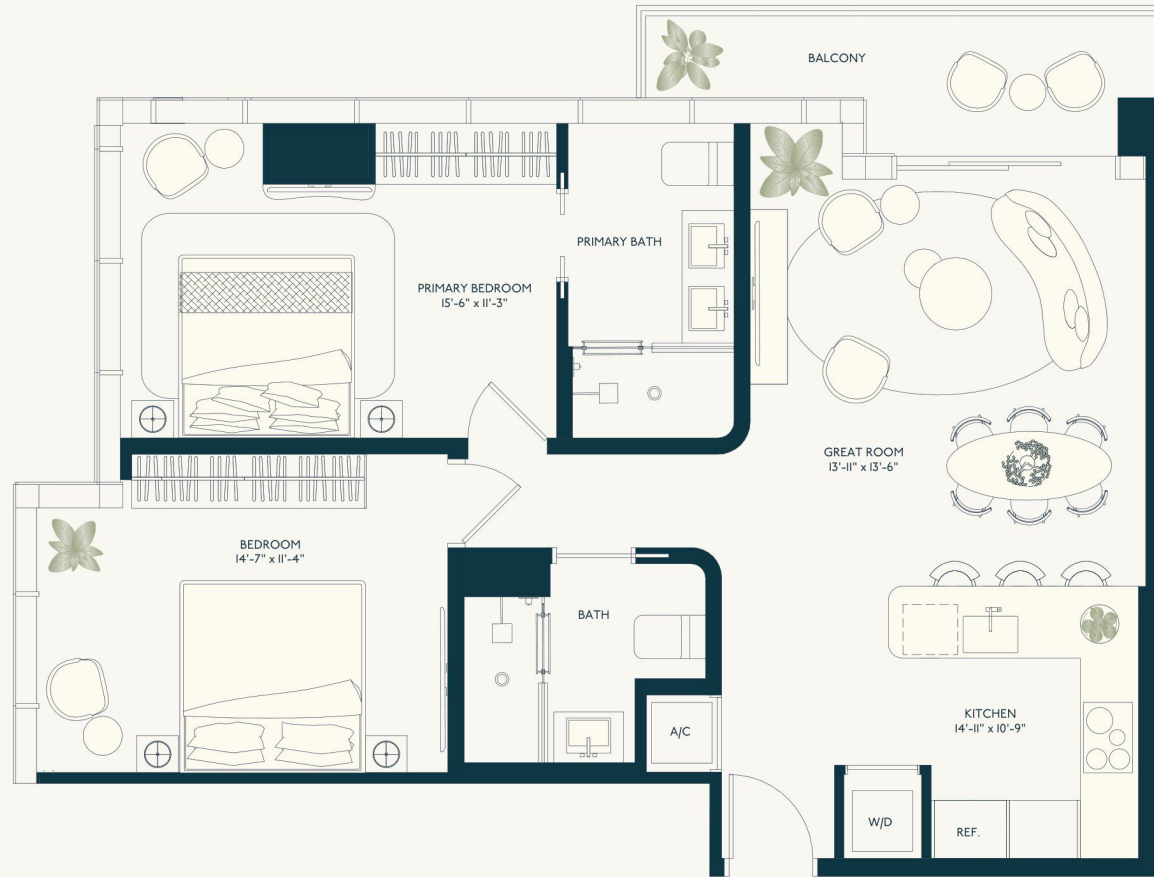 BALCONY
PRIMARY BATH
PRIMARY BEDROOM
15'-6" x 11'-3"
GREAT ROOM
13'-11" x 13'-6"
BEDROOM
14'-7" x 11'-4"
BATH
KITCHEN
14'-11" x 10'-9"
A/C
W/D
REF.